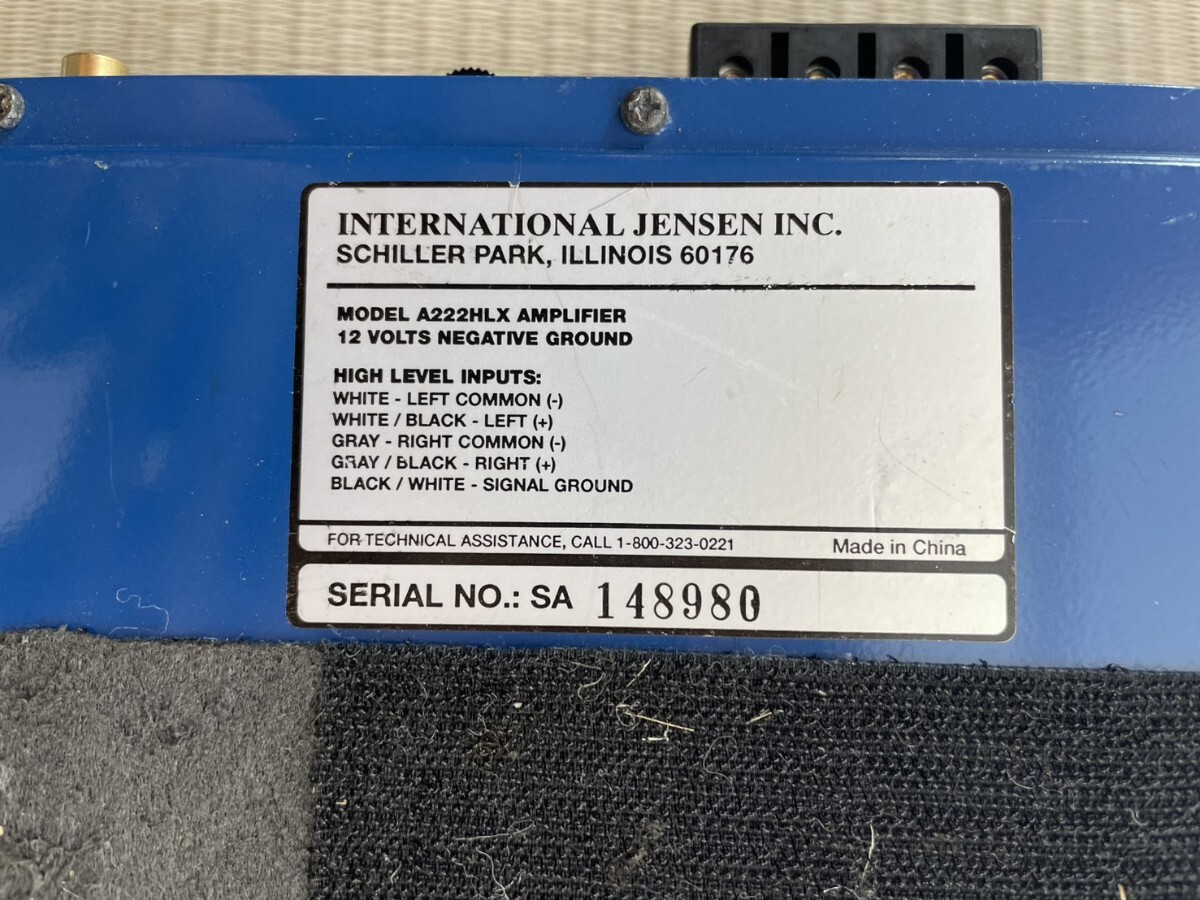 INTERNATIONAL JENSEN INC.
SCHILLER PARK, ILLINOIS 60176
MODEL A222HLX AMPLIFIER
12 VOLTS NEGATIVE GROUND
HIGH LEVEL INPUTS:
WHITE - LEFT COMMON (-)
WHITE / BLACK - LEFT (+)
GRAY - RIGHT COMMON (-)
GRAY / BLACK - RIGHT (+)
BLACK / WHITE - SIGNAL GROUND
FOR TECHNICAL ASSISTANCE, CALL 1-800-323-0221 Made in China
SERIAL NO.: SA 148980